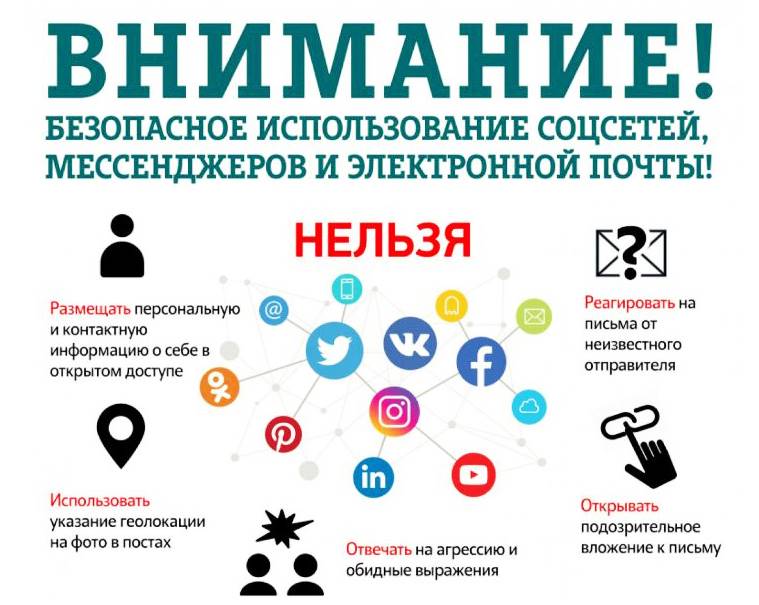 ВНИМАНИЕ!
БЕЗОПАСНОЕ ИСПОЛЬЗОВАНИЕ СОЦСЕТЕЙ,
МЕССЕНДЖЕРОВ И ЭЛЕКТРОННОЙ ПОЧТЫ!
НЕЛЬЗЯ
Размещать персональную
и контактную
информацию о себе в
открытом доступе
Реагировать на
письма от
неизвестного
отправителя
Использовать
указание геолокации
на фото в постах
Отвечать на агрессию и
обидные выражения
Открывать
подозрительное
вложение к письму